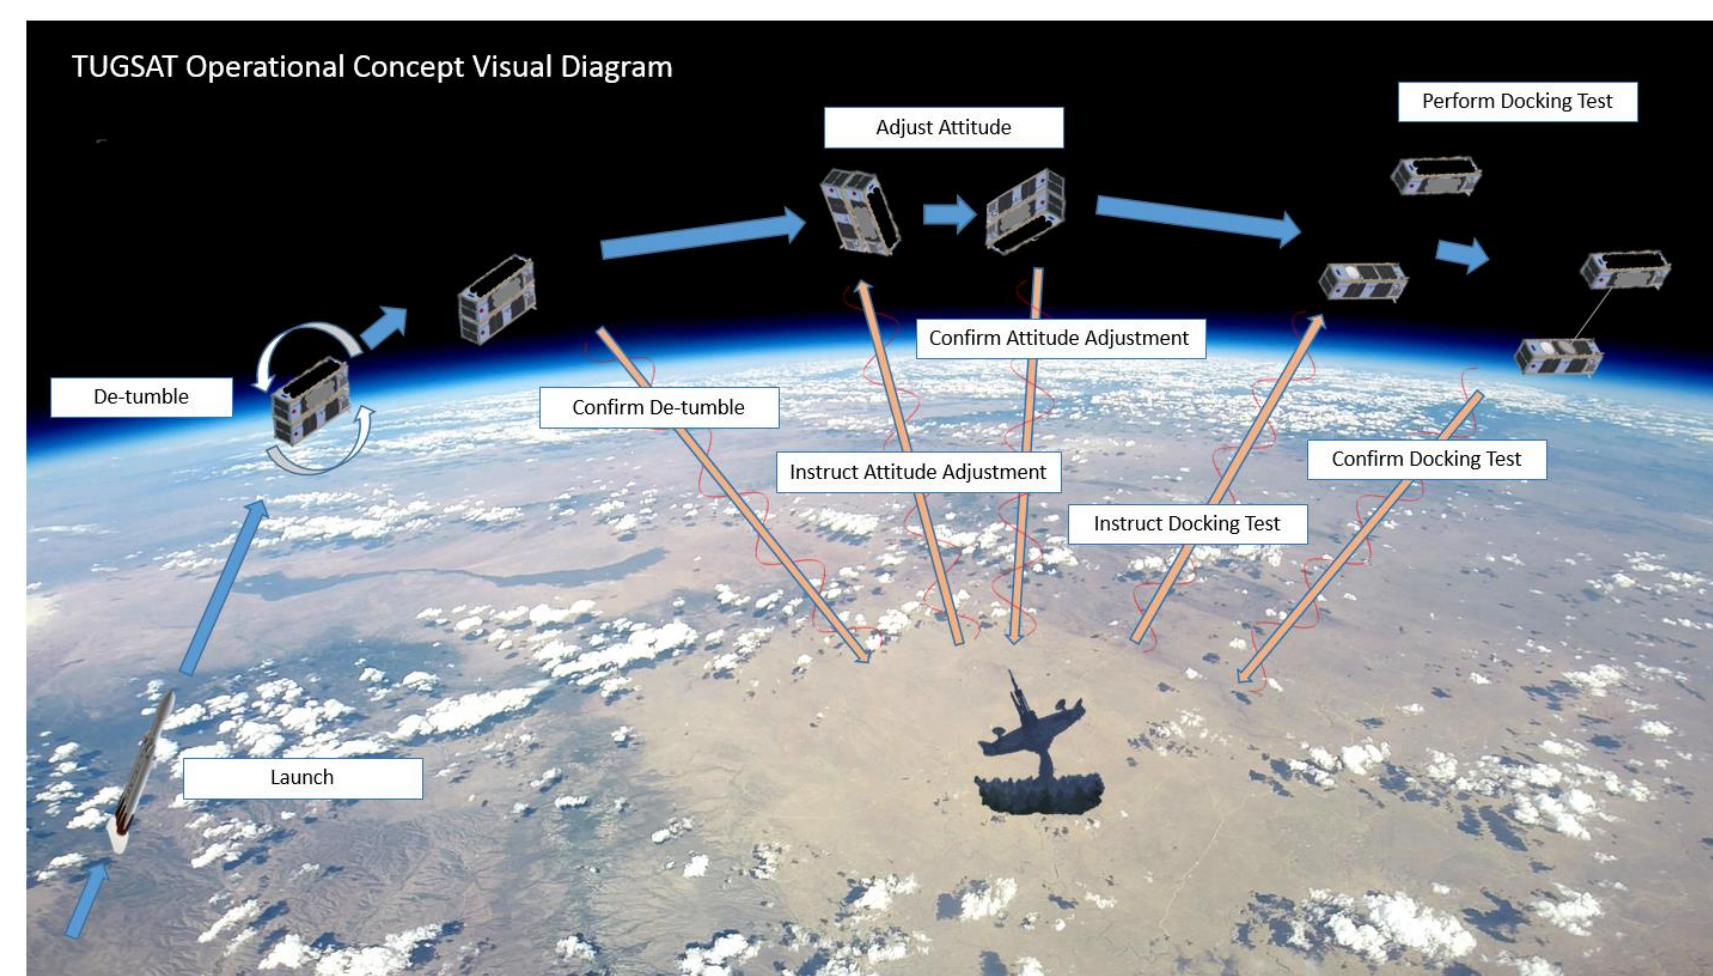 TUGSAT Operational Concept Visual Diagram
Perform Docking Test
Adjust Attitude
Confirm Attitude Adjustment
De-tumble
Confirm De-tumble
Instruct Attitude Adjustment
Confirm Docking Test
Instruct Docking Test
Launch